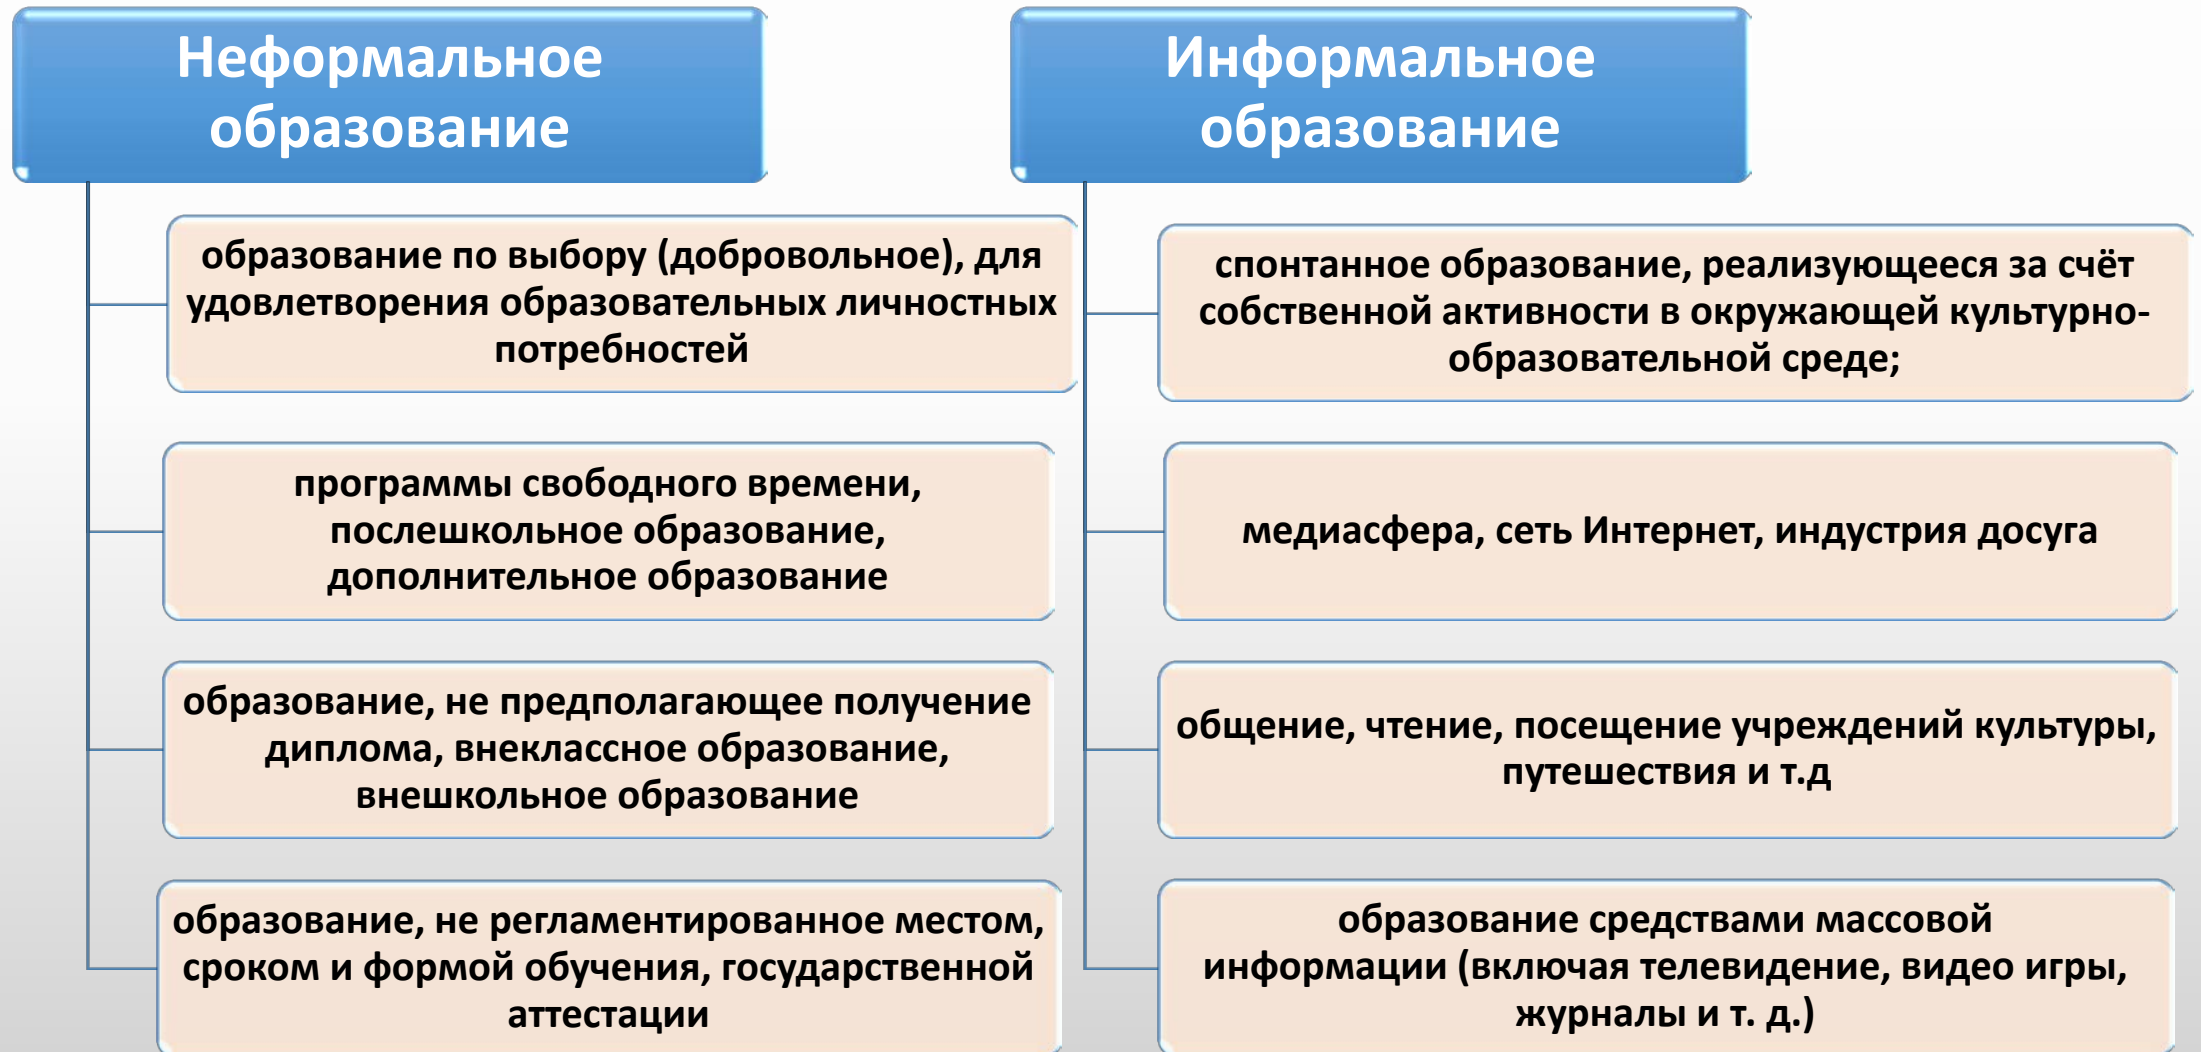 Неформальное
образование
образование по выбору (добровольное), для
удовлетворения образовательных личностных
потребностей
программы свободного времени,
послешкольное образование,
дополнительное образование
образование, не предполагающее получение
диплома, внеклассное образование,
внешкольное образование
образование, не регламентированное местом,
сроком и формой обучения, государственной
аттестации
Информальное
образование
спонтанное образование, реализующееся за счёт
собственной активности в окружающей культурно-
образовательной среде;
медиасфера, сеть Интернет, индустрия досуга
общение, чтение, посещение учреждений культуры,
путешествия и т.д
образование средствами массовой
информации (включая телевидение, видео игры,
журналы и т. д.)